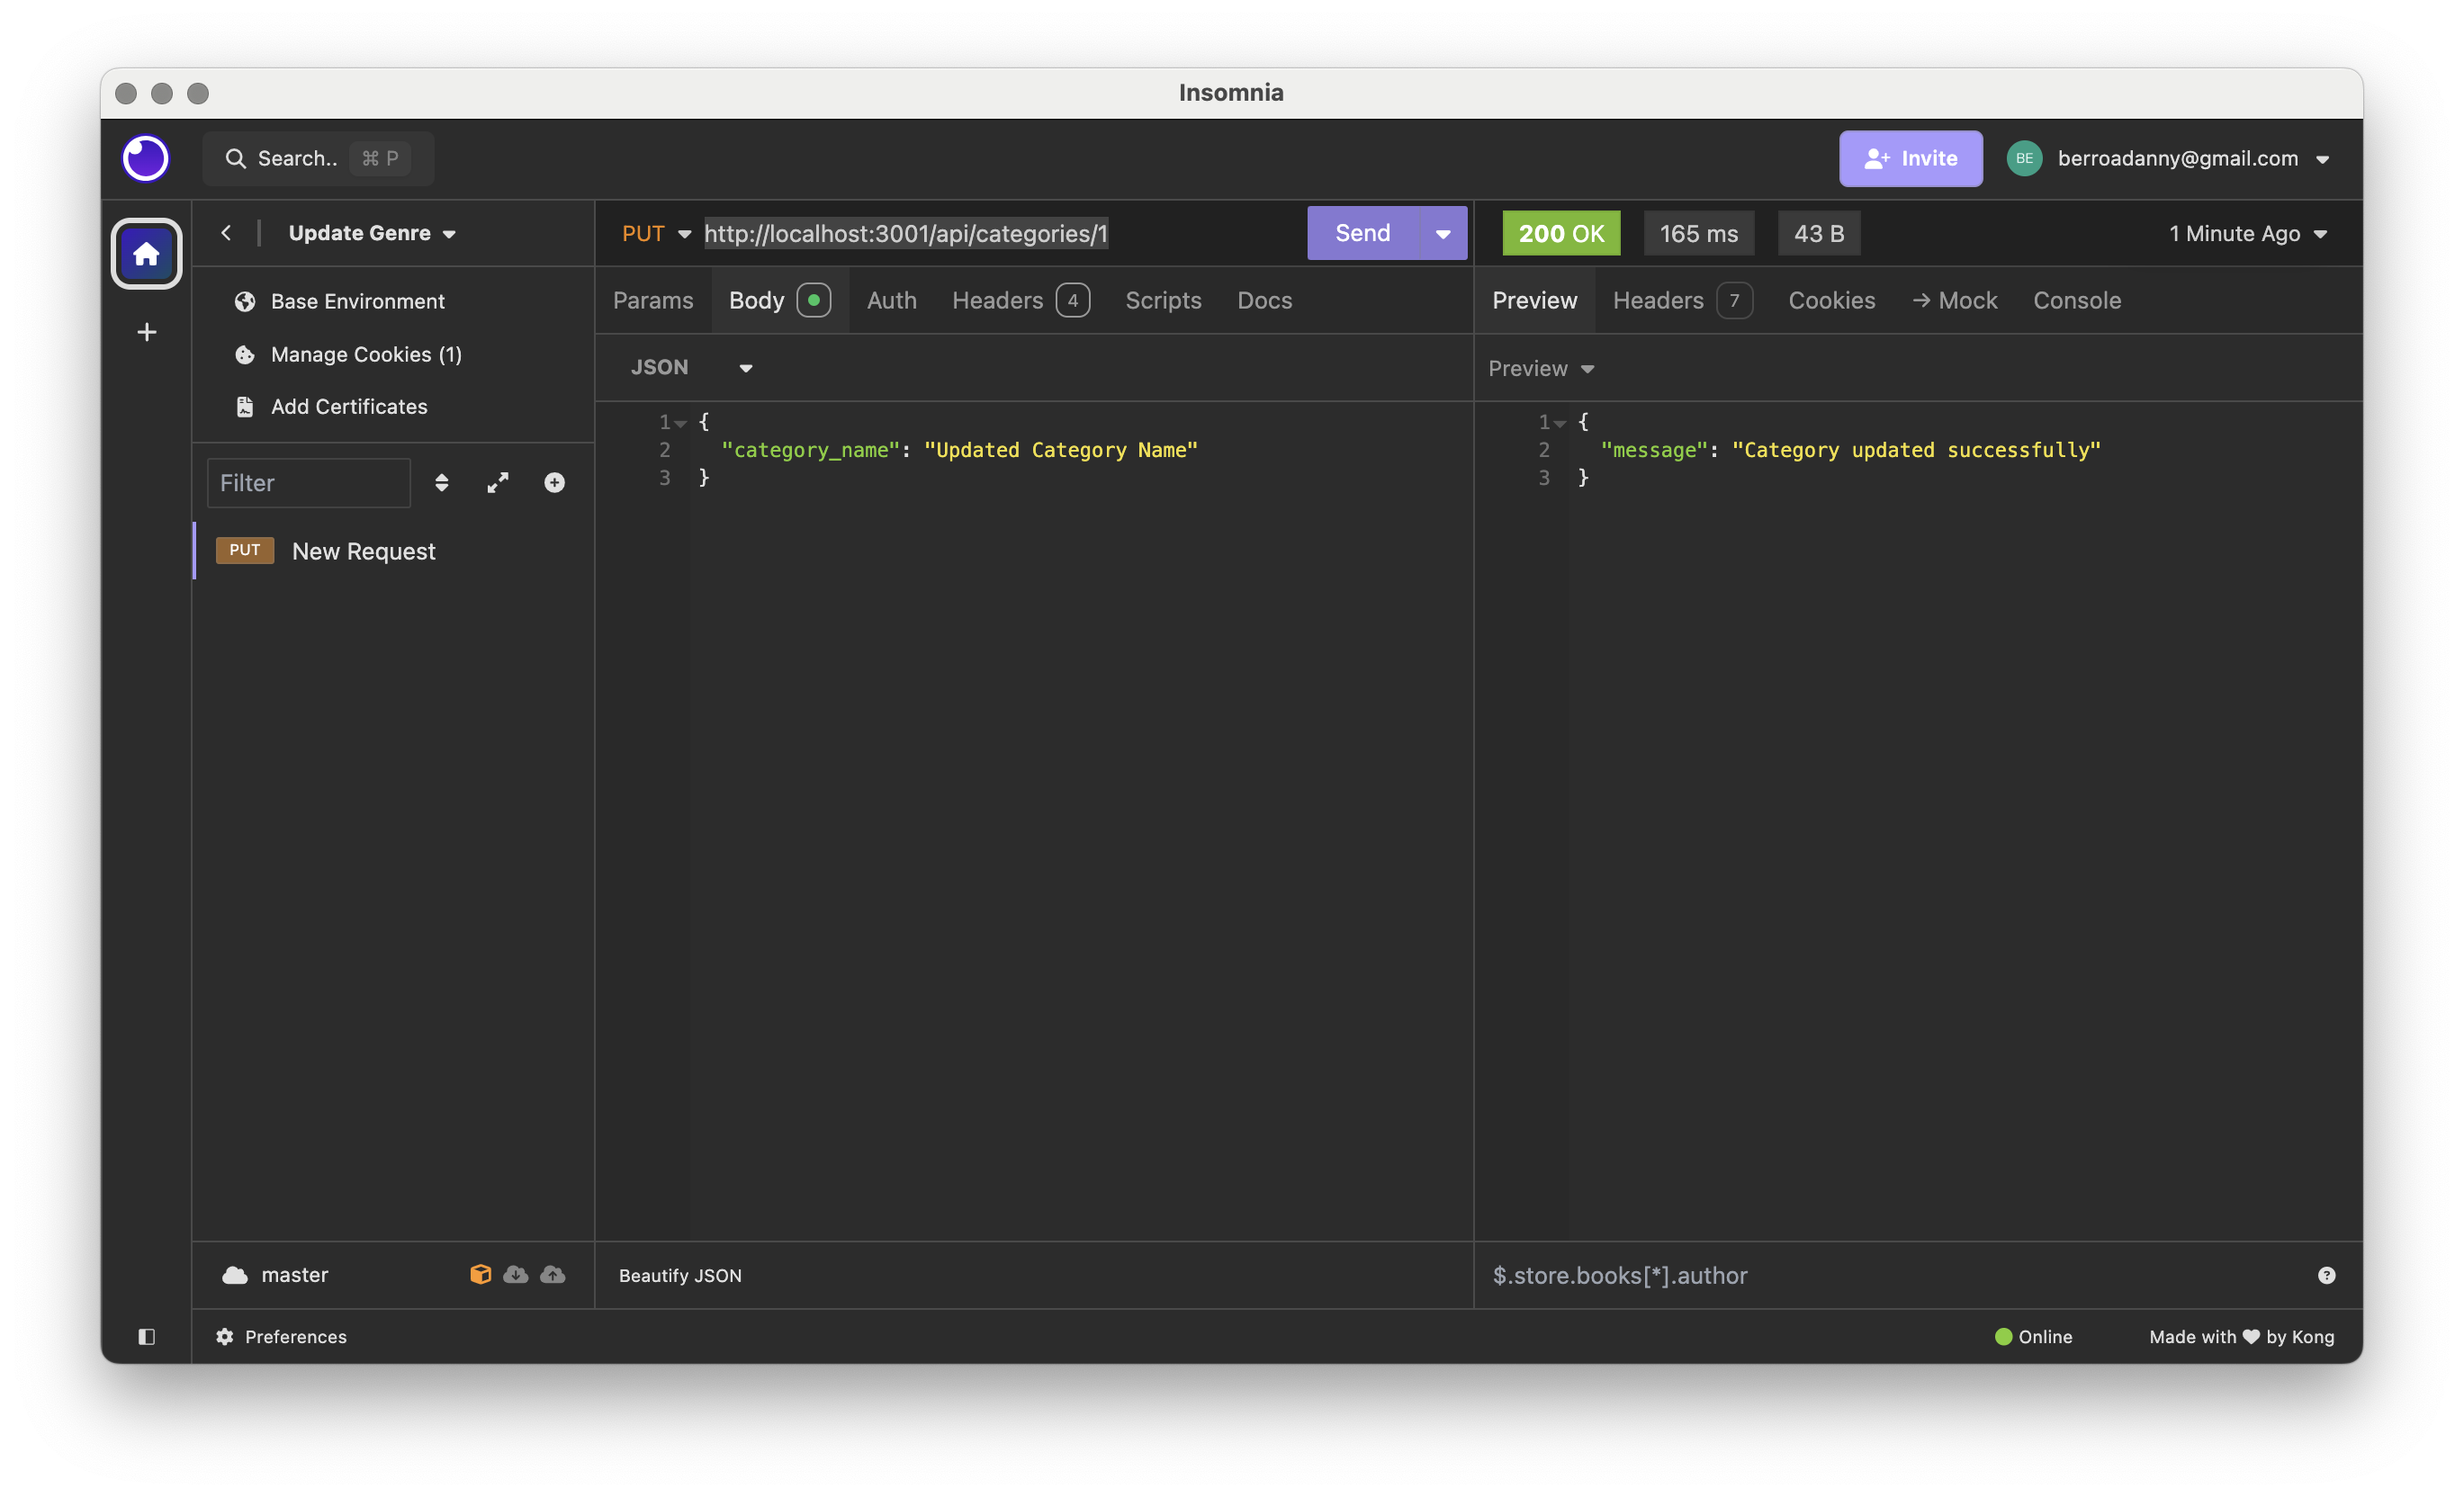 Insomnia
Search.. ⌘ P
Invite
BE berroadanny@gmail.com
Update Genre
PUT http://localhost:3001/api/categories/1 Send
200 OK 165 ms 43 B 1 Minute Ago
Base Environment
Manage Cookies (1)
Add Certificates
Params Body Auth Headers 4 Scripts Docs
Preview Headers 7 Cookies → Mock Console
JSON
Preview
Filter
PUT New Request
1 {
2 "category_name": "Updated Category Name"
3 }
1 {
2 "message": "Category updated successfully"
3 }
master
Beautify JSON
$.store.books[*].author
Preferences
Online
Made with ♥ by Kong